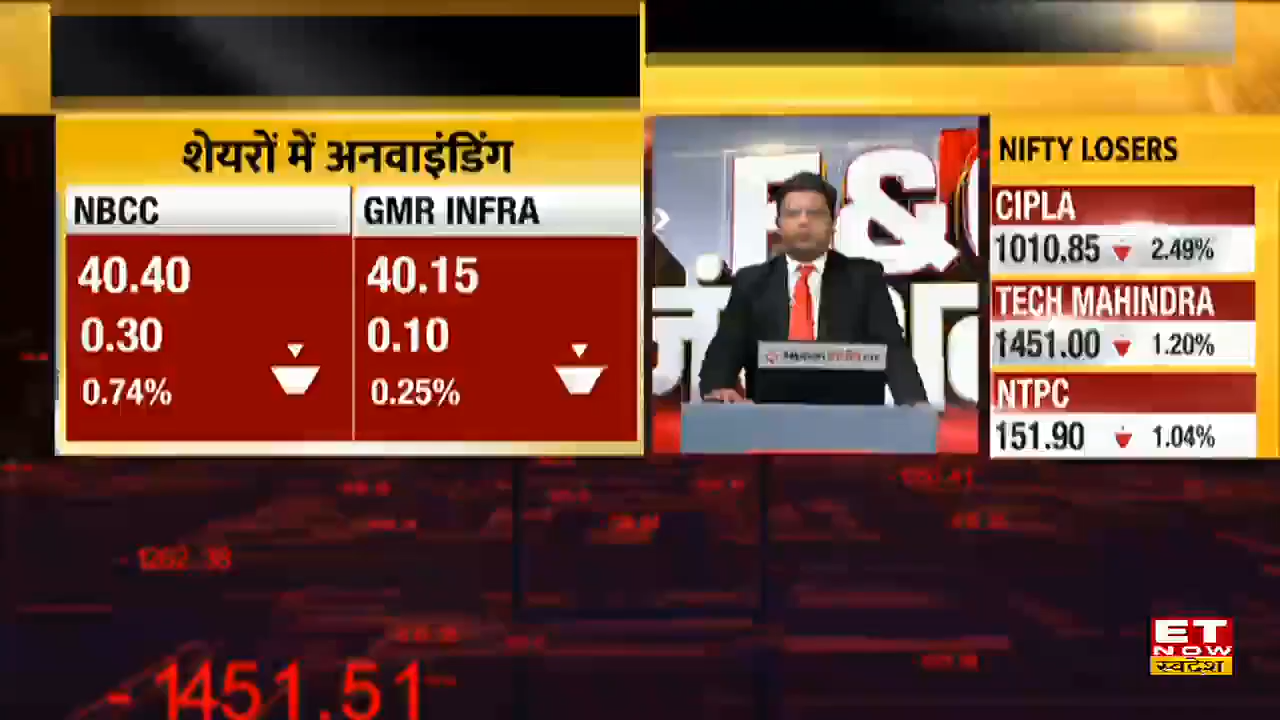 शेयरों में अनवाइंडिंग
NBCC
40.40
0.30
0.74%
GMR INFRA
40.15
0.10
0.25%
F&
NIFTY LOSERS
CIPLA
1010.85 2.49%
TECH MAHINDRA
1451.00 1.20%
NTPC
151.90 1.04%
- 1262.38
- 1451.51
ET
NOW
स्वदेश